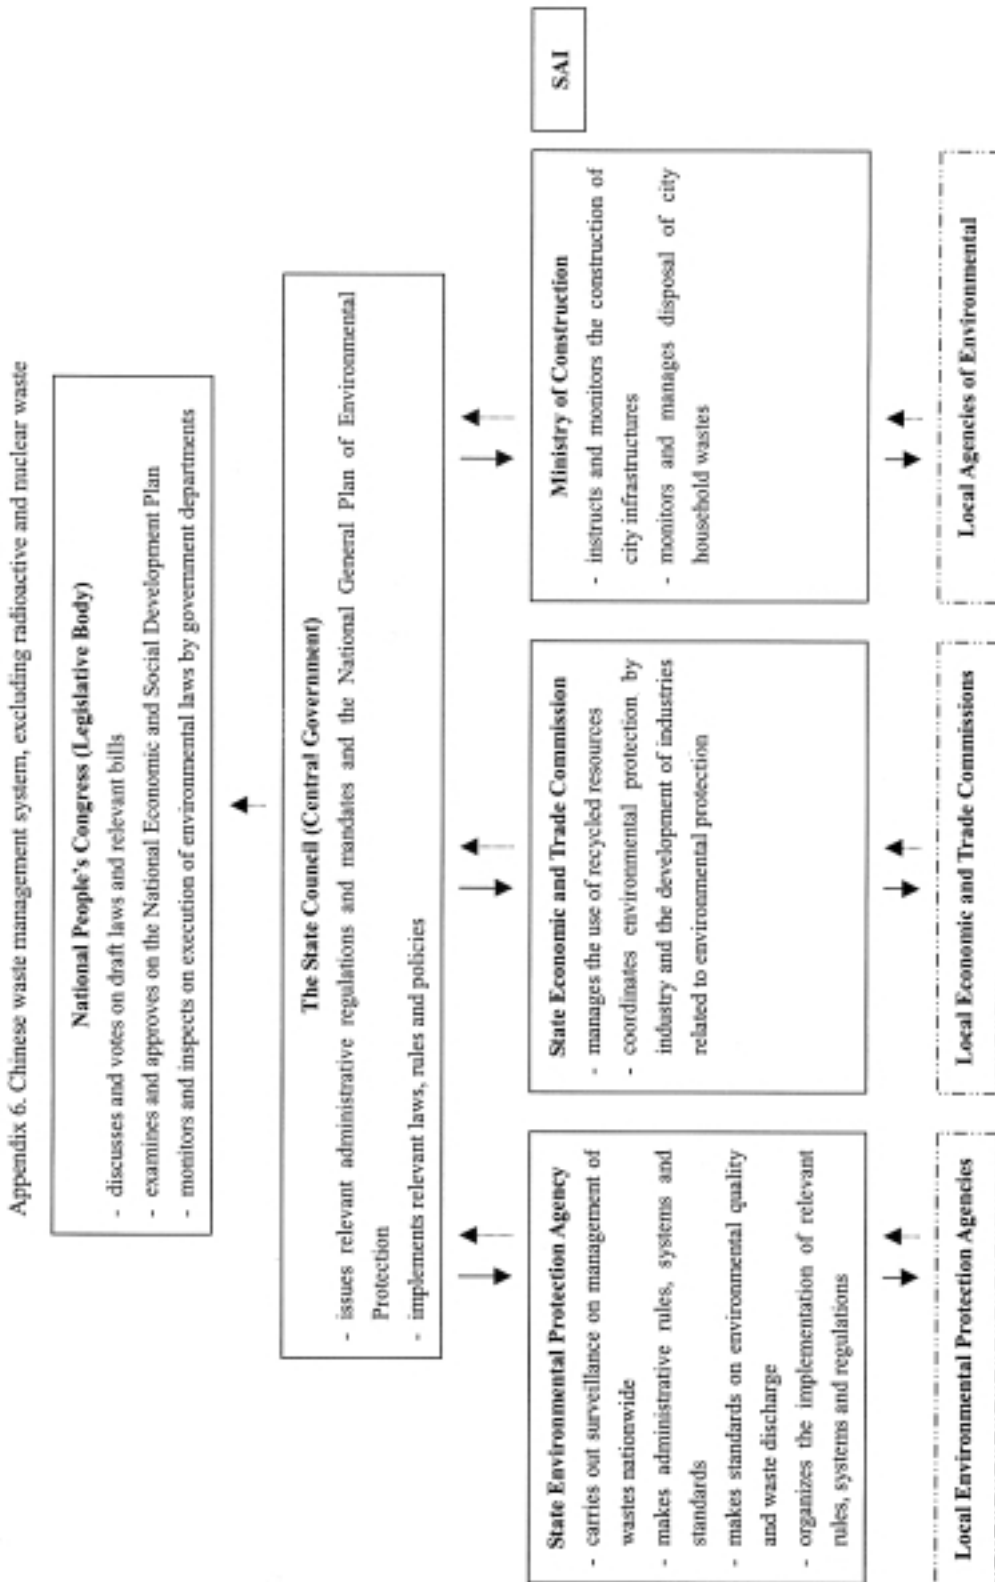 Appendix 6. Chinese waste management system, excluding radioactive and nuclear waste
National People's Congress (Legislative Body)
- discusses and votes on draft laws and relevant bills
- examines and approves on the National Economic and Social Development Plan
- monitors and inspects on execution of environmental laws by government departments
The State Council (Central Government)
- issues relevant administrative regulations and mandates and the National General Plan of Environmental
Protection
- implements relevant laws, rules and policies
State Environmental Protection Agency
- carries out surveillance on management of
wastes nationwide
- makes administrative rules, systems and
standards
- makes standards on environmental quality
and waste discharge
- organizes the implementation of relevant
rules, systems and regulations
State Economic and Trade Commission
- manages the use of recycled resources
- coordinates environmental protection by
industry and the development of industries
related to environmental protection
Ministry of Construction
- instructs and monitors the construction of
city infrastructures
- monitors and manages disposal of city
household wastes
SAI
Local Environmental Protection Agencies
Local Economic and Trade Commissions
Local Agencies of Environmental